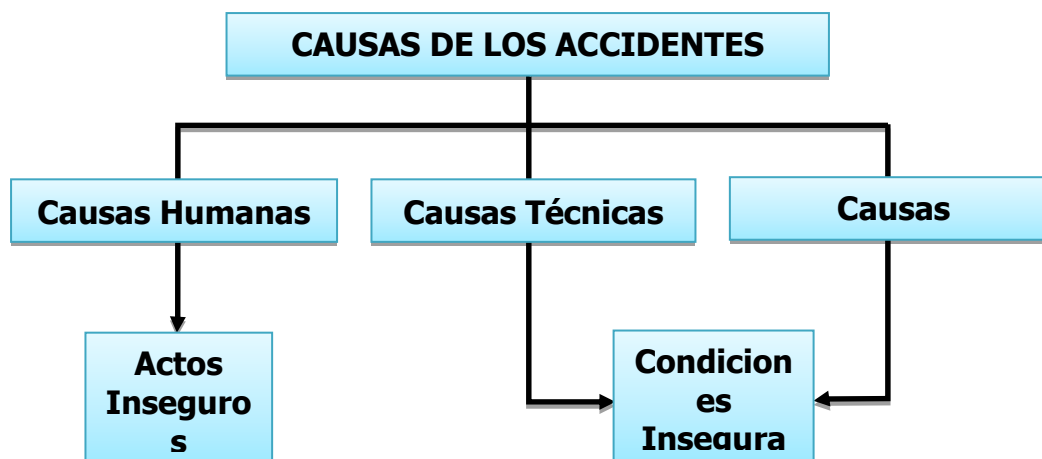 CAUSAS DE LOS ACCIDENTES
Causas Humanas
Causas Técnicas
Causas
Actos
Inseguro
s
Condicion
es
Insegura